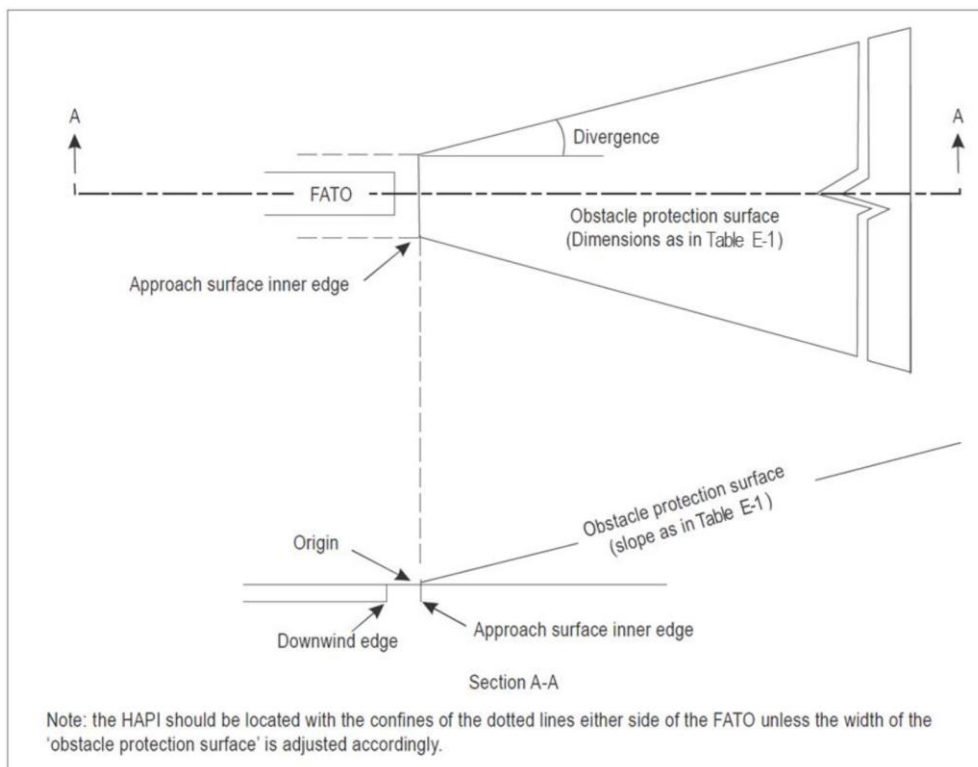 A
A
Divergence
FATO
Obstacle protection surface
(Dimensions as in Table E-1)
Approach surface inner edge
Obstacle protection surface
(slope as in Table E-1)
Origin
Downwind edge
Approach surface inner edge
Section A-A
Note: the HAPI should be located with the confines of the dotted lines either side of the FATO unless the width of the
‘obstacle protection surface’ is adjusted accordingly.